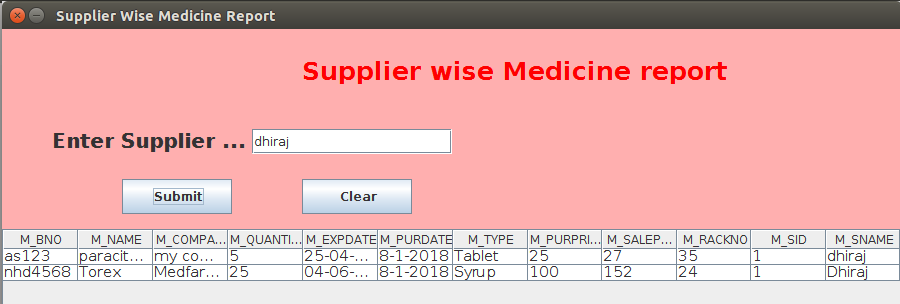 Supplier Wise Medicine Report
Supplier wise Medicine report
Enter Supplier ... dhiraj
Submit Clear
M_BNO M_NAME M_COMPA... M_QUANTI... M_EXPDATE M_PURDATE M_TYPE M_PURPRI... M_SALEP... M_RACKNO M_SID M_SNAME
as123 paracit... my co... 5 25-04-... 8-1-2018 Tablet 25 27 35 1 dhiraj
nhd4568 Torex Medfar... 25 04-06-... 8-1-2018 Syrup 100 152 24 1 Dhiraj